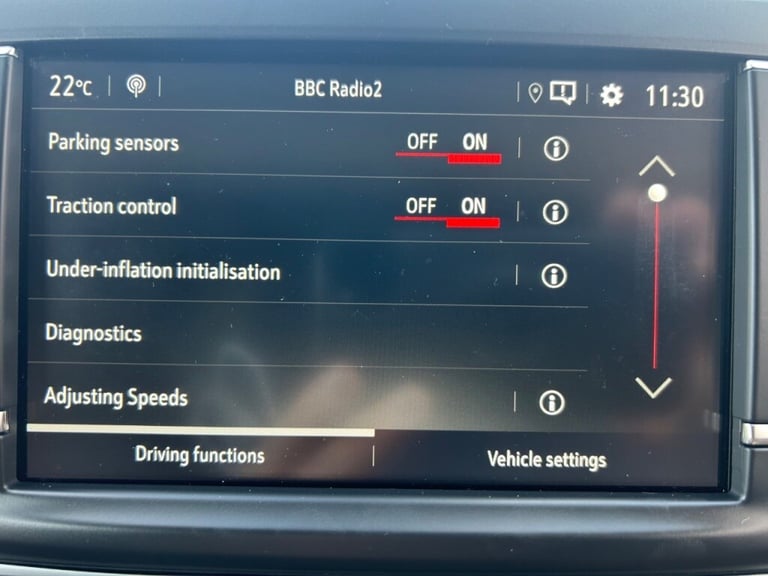 22°C BBC Radio2 11:30
Parking sensors OFF ON
Traction control OFF ON
Under-inflation initialisation
Diagnostics
Adjusting Speeds
Driving functions Vehicle settings